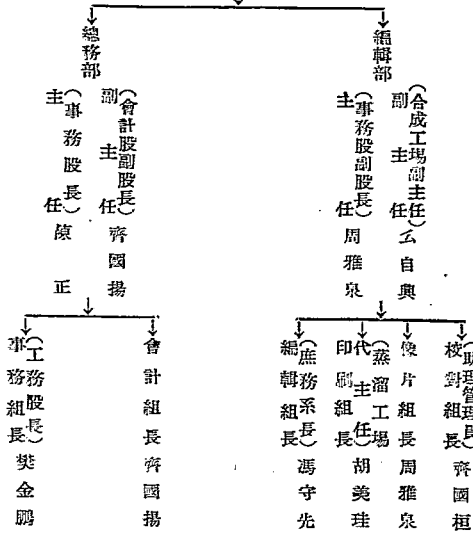 編輯部
(合成工場副主任)
副主任 么自興
(事務股副股長)
主任 周雅泉
(助理管理員)
校對組長 齊國桓
像片組長 周雅泉
(蒸溜工場代主任)
印刷組長 胡美珪
(庶務系長)
編輯組長 馮守先
總務部
(會計股副股長)
副主任 齊國揚
(事務股長)
主任 正
會計組長 齊國揚
(工務股長)
事務組長 樊金鵬